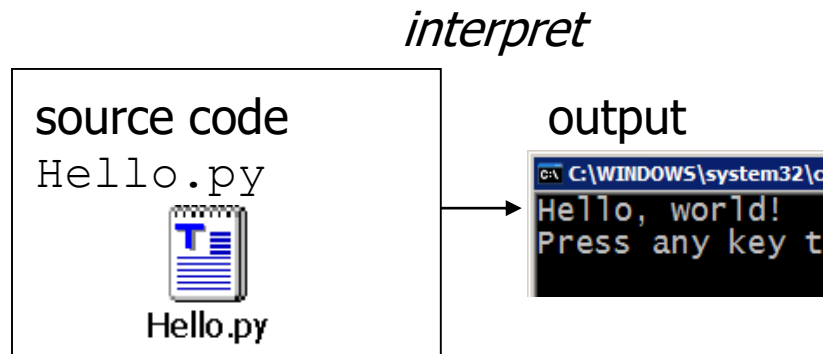 interpret
source code
Hello.py
T
Hello.py
output
C:\WINDOWS\system32\c
Hello, world!
Press any key t